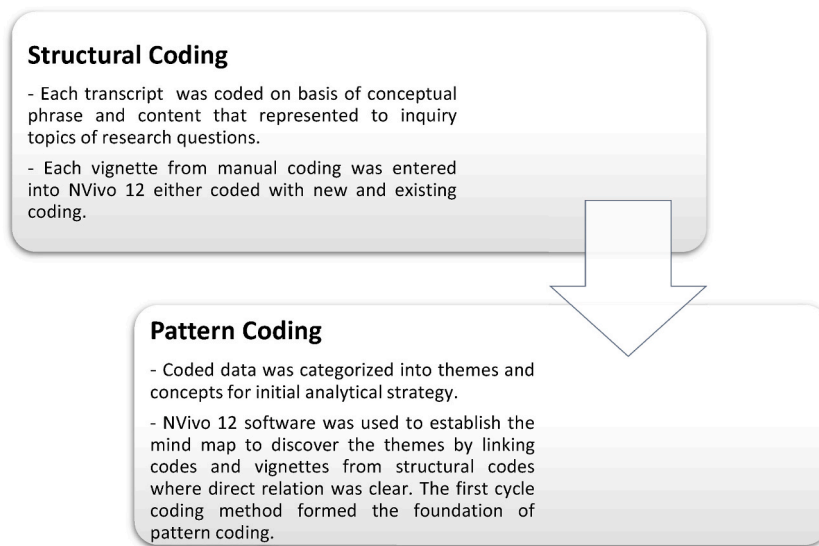 Structural Coding
- Each transcript was coded on basis of conceptual
phrase and content that represented to inquiry
topics of research questions.
- Each vignette from manual coding was entered
into NVivo 12 either coded with new and existing
coding.
Pattern Coding
- Coded data was categorized into themes and
concepts for initial analytical strategy.
- NVivo 12 software was used to establish the
mind map to discover the themes by linking
codes and vignettes from structural codes
where direct relation was clear. The first cycle
coding method formed the foundation of
pattern coding.